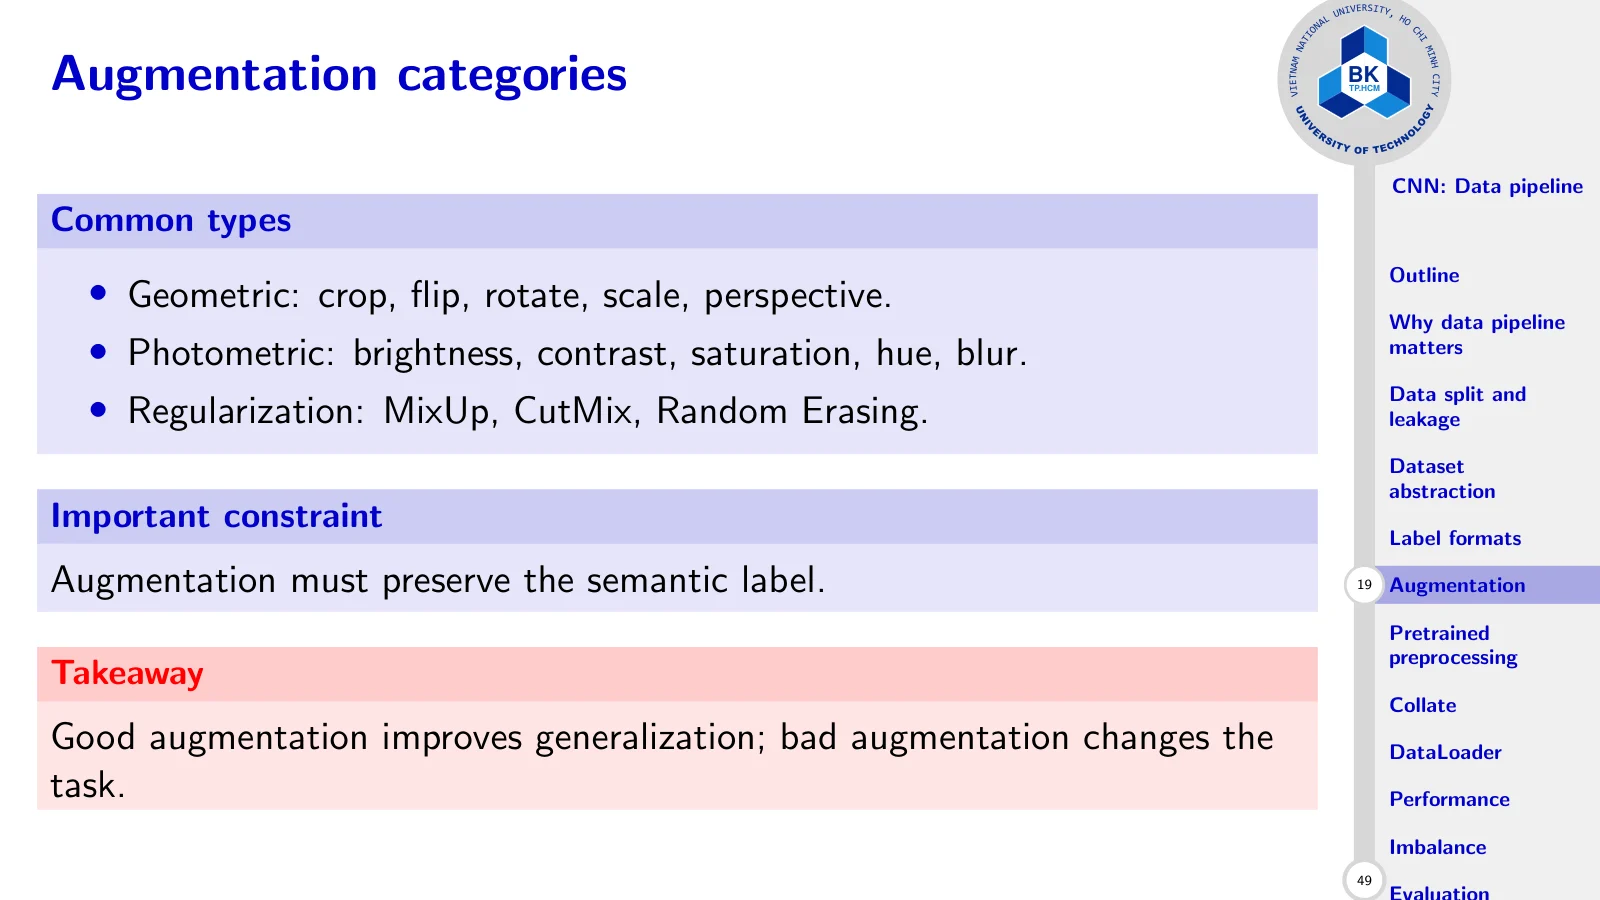 Augmentation categories
Common types
• Geometric: crop, flip, rotate, scale, perspective.
• Photometric: brightness, contrast, saturation, hue, blur.
• Regularization: MixUp, CutMix, Random Erasing.
Important constraint
Augmentation must preserve the semantic label.
Takeaway
Good augmentation improves generalization; bad augmentation changes the
task.
VIETNAM NATIONAL UNIVERSITY, HO CHI MINH CITY
BK
TP.HCM
UNIVERSITY OF TECHNOLOGY
CNN: Data pipeline
Outline
Why data pipeline
matters
Data split and
leakage
Dataset
abstraction
Label formats
19
Augmentation
Pretrained
preprocessing
Collate
DataLoader
Performance
Imbalance
49
Evaluation